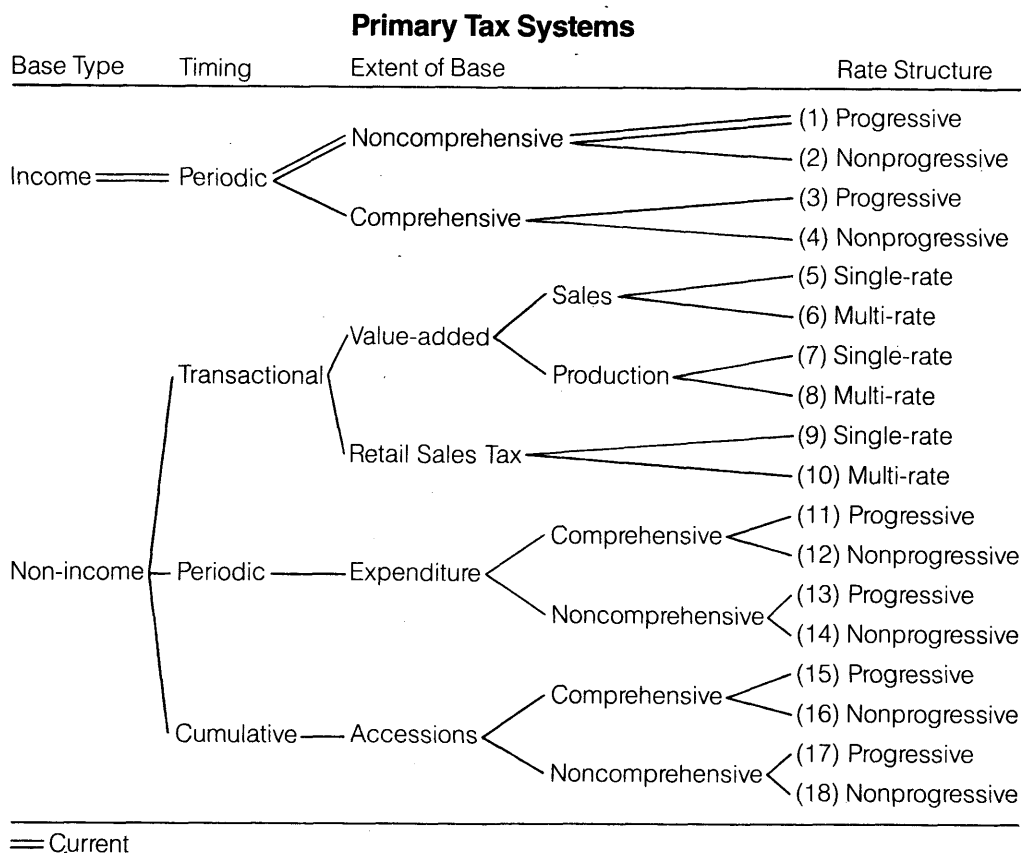 Primary Tax Systems
Base Type Timing Extent of Base Rate Structure
(1) Progressive
Noncomprehensive
(2) Nonprogressive
Income Periodic
(3) Progressive
Comprehensive
(4) Nonprogressive
(5) Single-rate
Sales
(6) Multi-rate
Value-added
(7) Single-rate
Transactional Production
(8) Multi-rate
(9) Single-rate
Retail Sales Tax
(10) Multi-rate
(11) Progressive
Comprehensive
(12) Nonprogressive
Non-income Periodic Expenditure
(13) Progressive
Noncomprehensive
(14) Nonprogressive
(15) Progressive
Comprehensive
(16) Nonprogressive
Cumulative Accessions
(17) Progressive
Noncomprehensive
(18) Nonprogressive
Current